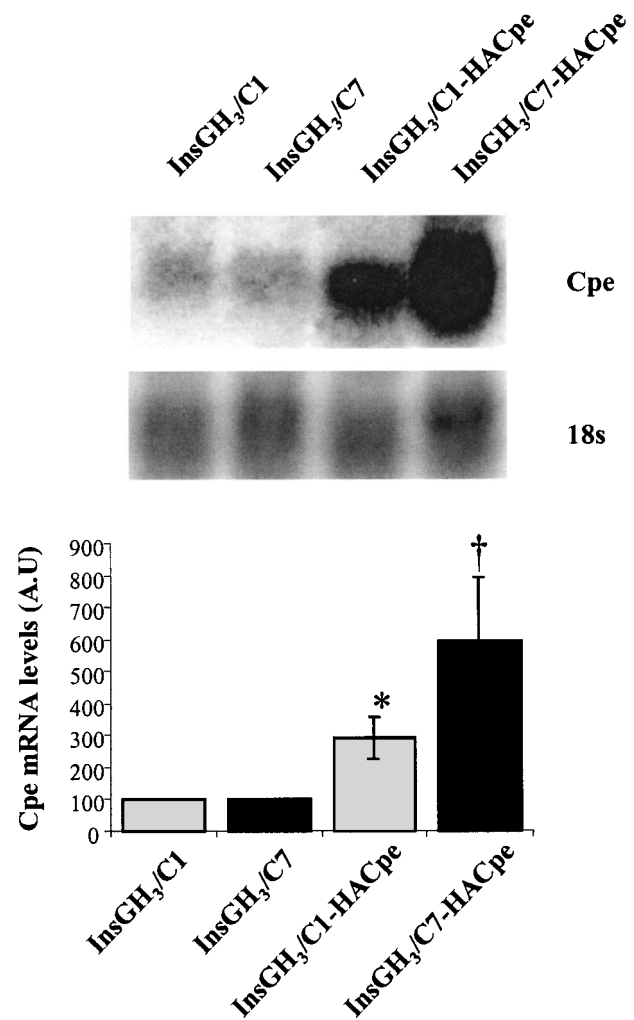 InsGH₃/C1
InsGH₃/C7
InsGH₃/C1-HACpe
InsGH₃/C7-HACpe
Cpe
18s
Cpe mRNA levels (A.U)
900
800
700
600
500
400
300
200
100
0
*
†
InsGH₃/C1
InsGH₃/C7
InsGH₃/C1-HACpe
InsGH₃/C7-HACpe